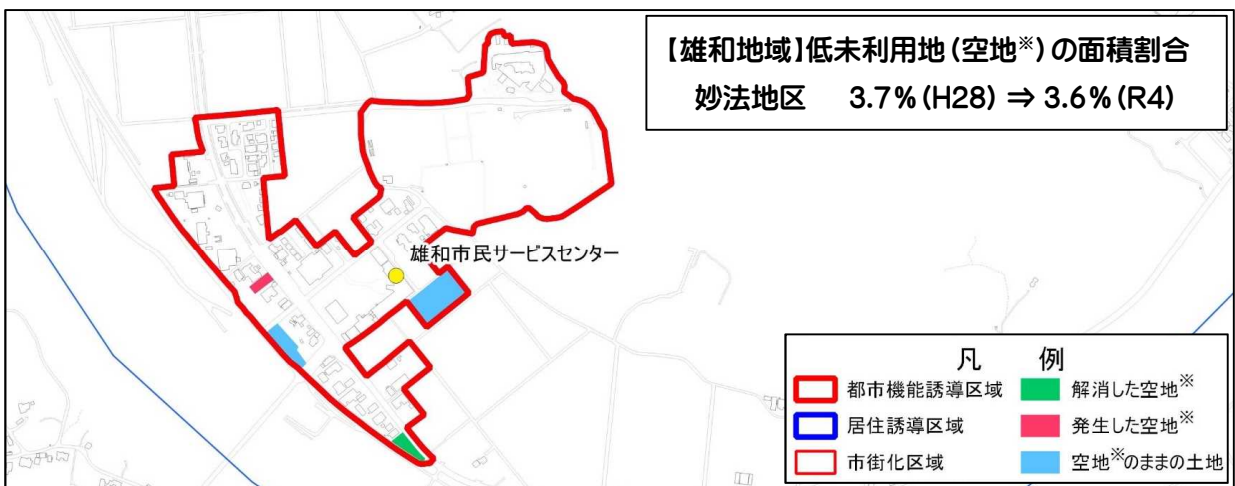 【雄和地域】低未利用地(空地※)の面積割合
妙法地区 3.7%(H28) ⇒ 3.6%(R4)
雄和市民サービスセンター
凡 例
都市機能誘導区域
解消した空地※
居住誘導区域
発生した空地※
市街化区域
空地※のままの土地